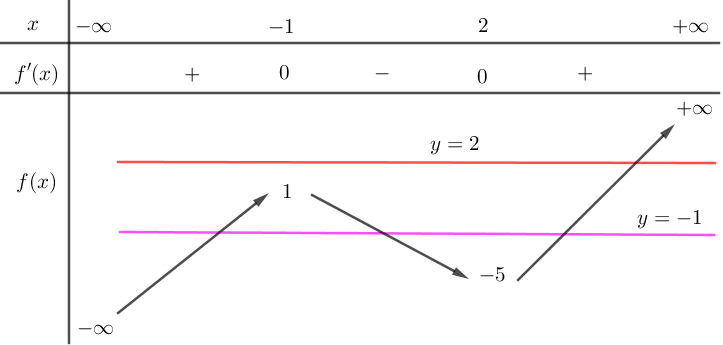 x −∞ −1 2 +∞
f′(x) + 0 − 0 +
+∞
y = 2
f(x) 1
y = −1
−5
−∞